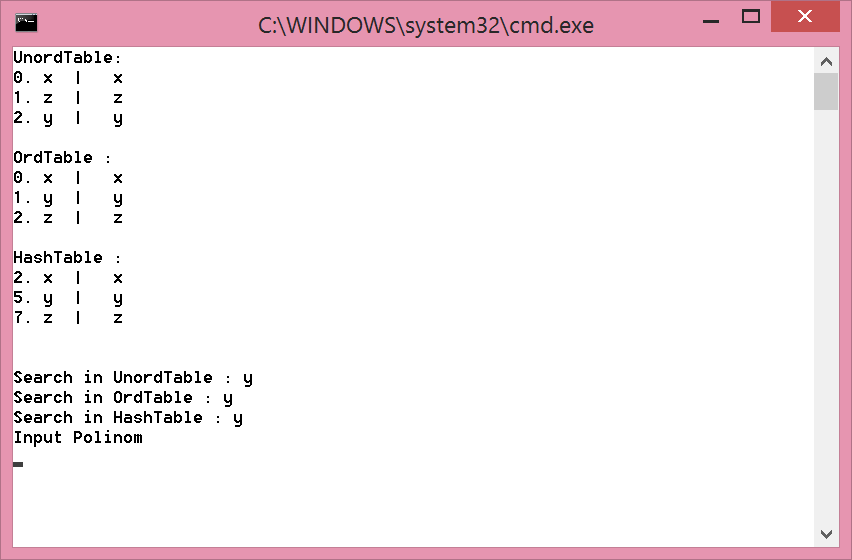 C:\WINDOWS\system32\cmd.exe
UnordTable:
0. x | x
1. z | z
2. y | y
OrdTable :
0. x | x
1. y | y
2. z | z
HashTable :
2. x | x
5. y | y
7. z | z
Search in UnordTable : y
Search in OrdTable : y
Search in HashTable : y
Input Polinom